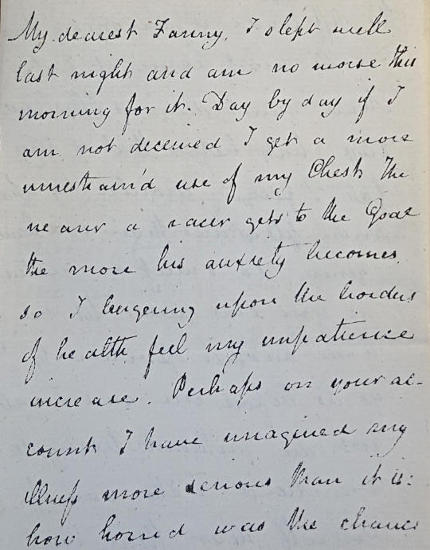 My dearest Fanny, I slept well
last night and am no worse this
morning for it. Day by day if I
am not deceived I get a more
unrestrain'd use of my Chest. The
nearer a racer gets to the Goal
the more his anxiety becomes,
so I lingering upon the borders
of health feel my impatience
increase. Perhaps on your ac-
count I have imagined my
illness more serious than it is:
how horrid was the chance